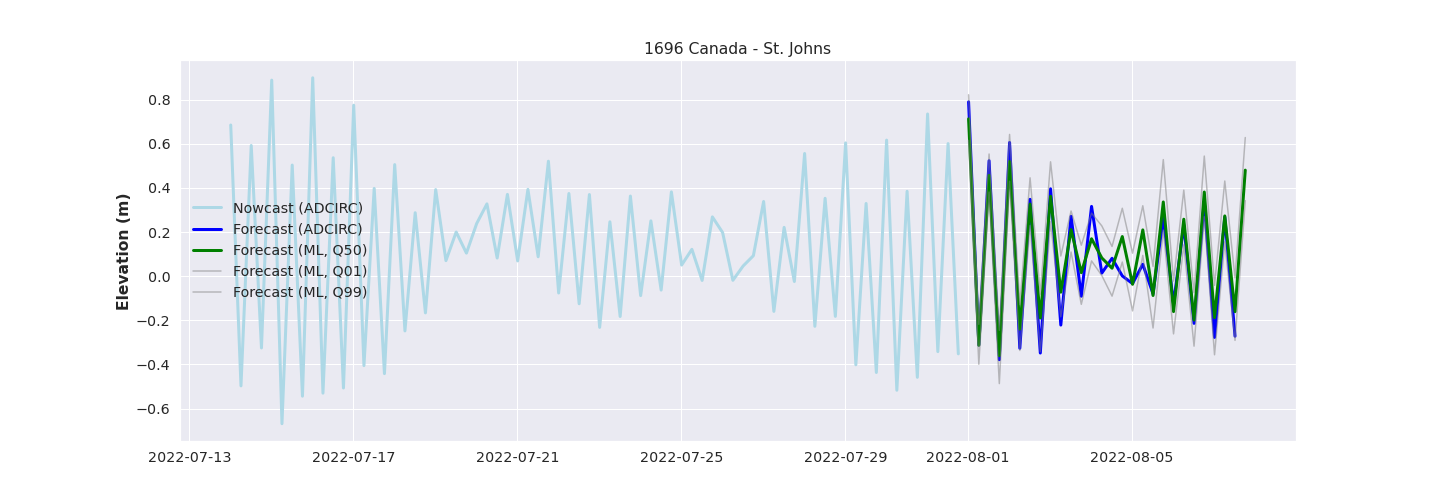 1696 Canada - St. Johns
Elevation (m)
0.8
0.6
0.4
0.2
0.0
−0.2
−0.4
−0.6
Nowcast (ADCIRC)
Forecast (ADCIRC)
Forecast (ML, Q50)
Forecast (ML, Q01)
Forecast (ML, Q99)
2022-07-13 2022-07-17 2022-07-21 2022-07-25 2022-07-29 2022-08-01 2022-08-05